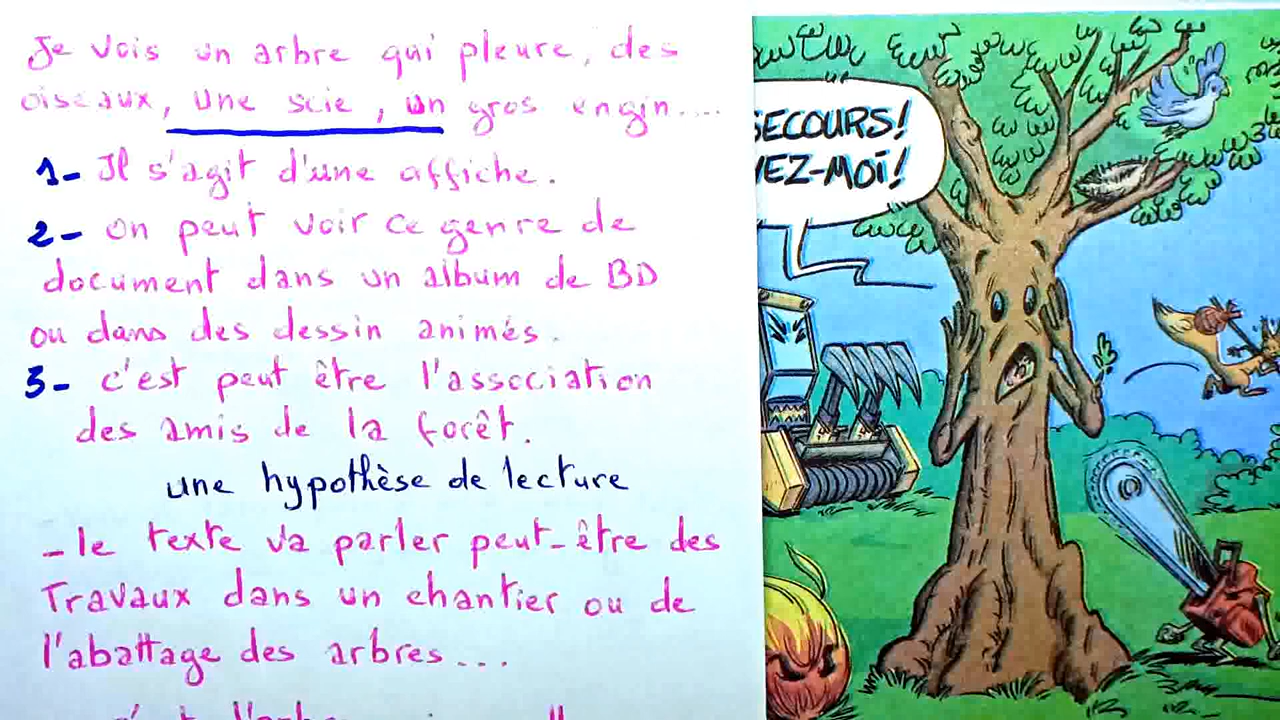 Je vois un arbre qui pleure, des
oiseaux, une scie, un gros engin....
1- Il s'agit d'une affiche.
2- on peut voir ce genre de
document dans un album de BD
ou dans des dessin animés.
3- c'est peut être l'association
des amis de la forêt.
une hypothèse de lecture
- le texte va parler peut-être des
Travaux dans un chantier ou de
l'abattage des arbres...
SECOURS!
VEZ-MOI!